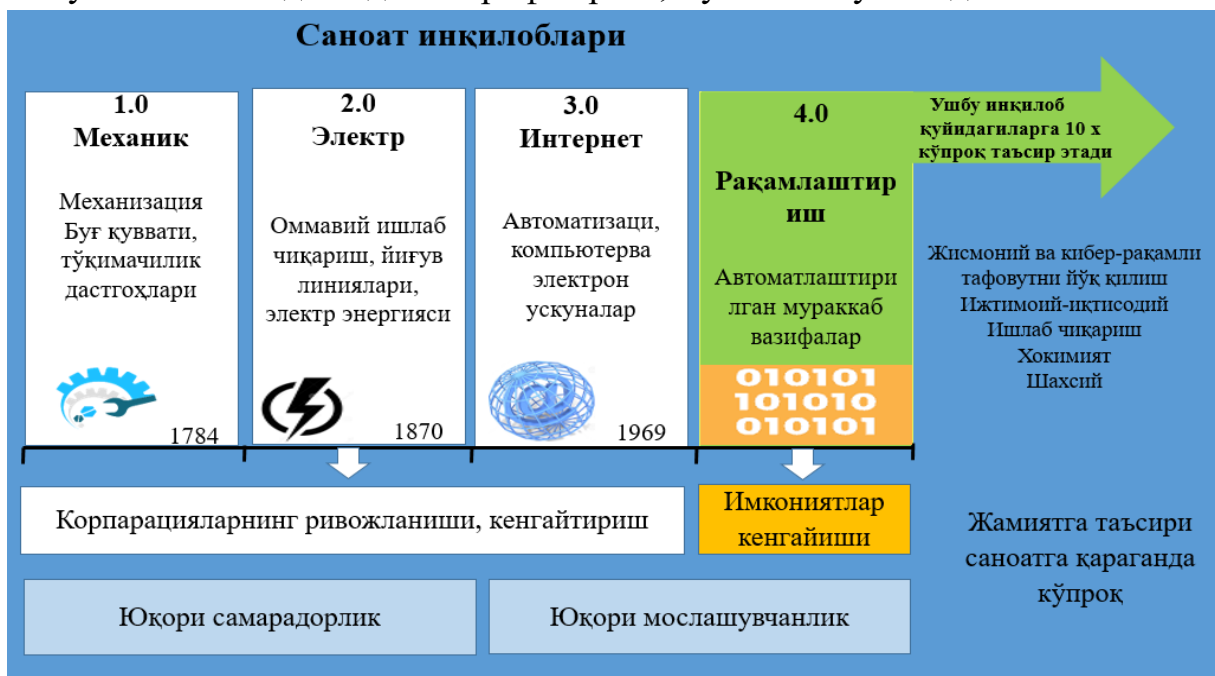 Саноат инқилоблари
1.0
Механик
Механизация
Буғ қуввати,
тўқимачилик
дастгоҳлари
1784
2.0
Электр
Оммавий ишлаб
чиқариш, йиғув
линиялари,
электр энергияси
1870
3.0
Интернет
Автоматизаци,
компьютерва
электрон
ускуналар
1969
4.0
Рақамлаштир
иш
Автоматлаштири
лган мураккаб
вазифалар
010101
101010
010101
Ушбу инқилоб
қуйидагиларга 10 х
кўпроқ таъсир этади
Жисмоний ва кибер-рақамли
тафовутни йўқ қилиш
Ижтимоий-иқтисодий
Ишлаб чиқариш
Хокимият
Шахсий
Корпарацияларнинг ривожланиши, кенгайтириш
Имкониятлар
кенгайиши
Юқори самарадорлик
Юқори мослашувчанлик
Жамиятга таъсири
саноатга қараганда
кўпроқ